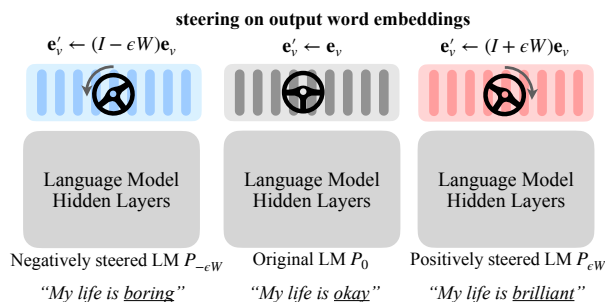 steering on output word embeddings
e′ᵥ ← (I − ϵW)eᵥ
e′ᵥ ← eᵥ
e′ᵥ ← (I + ϵW)eᵥ
Language Model
Hidden Layers
Language Model
Hidden Layers
Language Model
Hidden Layers
Negatively steered LM P₋ϵW
Original LM P₀
Positively steered LM PϵW
“My life is boring”
“My life is okay”
“My life is brilliant”